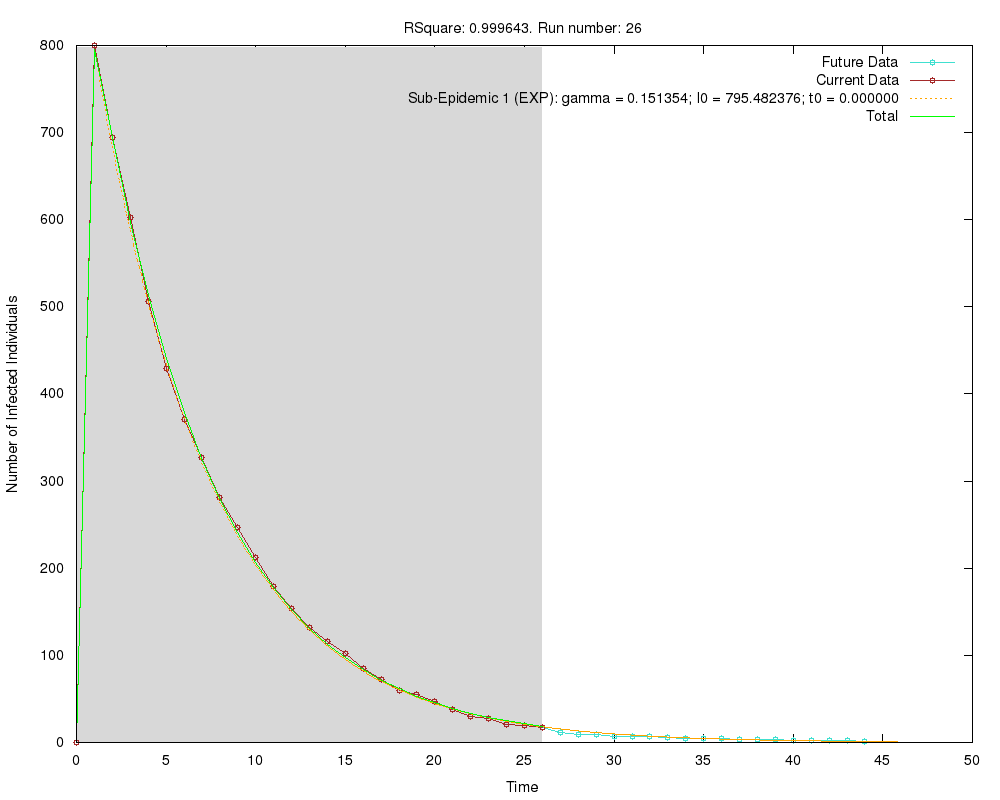 RSquare: 0.999643. Run number: 26
Future Data
Current Data
Sub-Epidemic 1 (EXP): gamma = 0.151354; I0 = 795.482376; t0 = 0.000000
Total
800
700
600
500
400
300
200
100
0
Number of Infected Individuals
0 5 10 15 20 25 30 35 40 45 50
Time